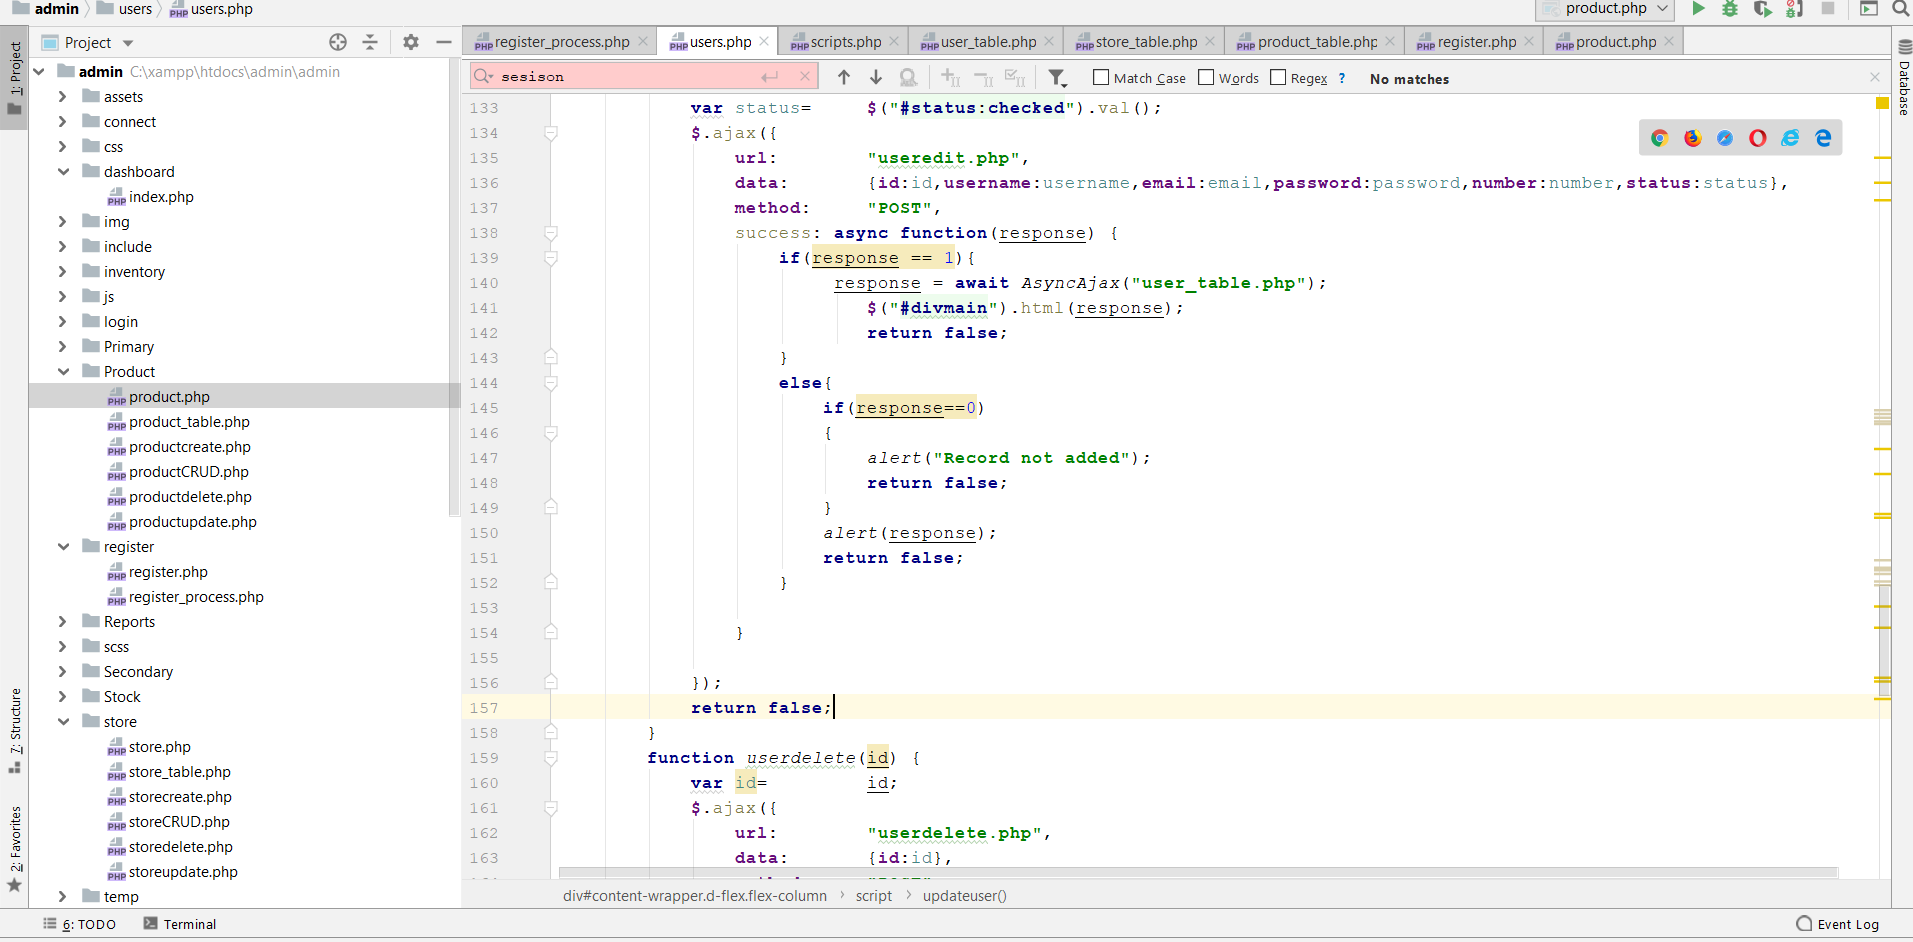 admin users users.php
product.php
1: Project
Project
register_process.php users.php scripts.php user_table.php store_table.php product_table.php register.php product.php
sesison
Match Case Words Regex ? No matches
Database
admin C:\xampp\htdocs\admin\admin
assets
connect
css
dashboard
index.php
img
include
inventory
js
login
Primary
Product
product.php
product_table.php
productcreate.php
productCRUD.php
productdelete.php
productupdate.php
register
register.php
register_process.php
Reports
scss
Secondary
Stock
store
store.php
store_table.php
storecreate.php
storeCRUD.php
storedelete.php
storeupdate.php
temp
7: Structure
2: Favorites
133 var status= $("#status:checked").val();
134 $.ajax({
135 url: "useredit.php",
136 data: {id:id,username:username,email:email,password:password,number:number,status:status},
137 method: "POST",
138 success: async function(response) {
139 if(response == 1){
140 response = await AsyncAjax("user_table.php");
141 $("#divmain").html(response);
142 return false;
143 }
144 else{
145 if(response==0)
146 {
147 alert("Record not added");
148 return false;
149 }
150 alert(response);
151 return false;
152 }
153
154 }
155
156 });
157 return false;
158 }
159 function userdelete(id) {
160 var id= id;
161 $.ajax({
162 url: "userdelete.php",
163 data: {id:id},
div#content-wrapper.d-flex.flex-column script updateuser()
6: TODO Terminal Event Log